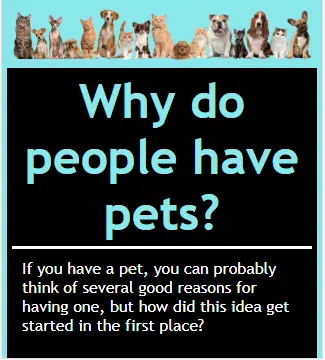 Why do
people have
pets?
If you have a pet, you can probably
think of several good reasons for
having one, but how did this idea get
started in the first place?